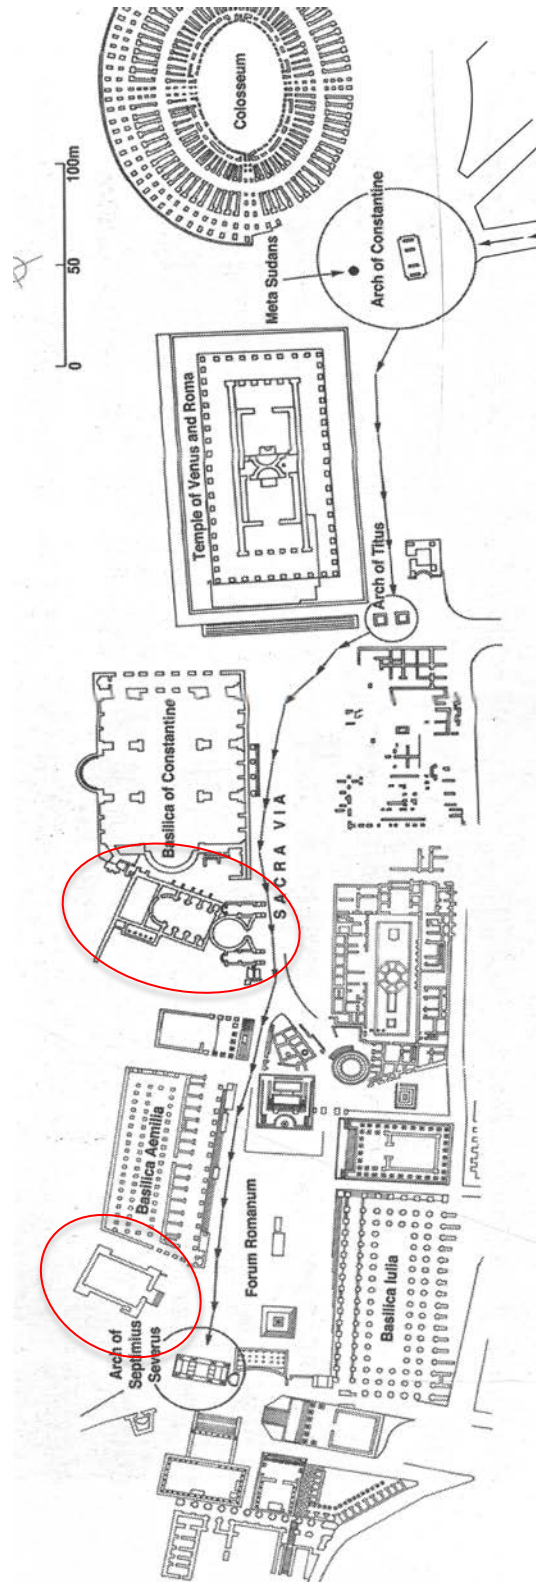 Colosseum
100m
50
0
Meta Sudans
Arch of Constantine
Temple of Venus and Roma
Arch of Titus
Basilica of Constantine
SACRA VIA
Basilica Aemilia
Forum Romanum
Basilica Iulia
Arch of
Septimius
Severus